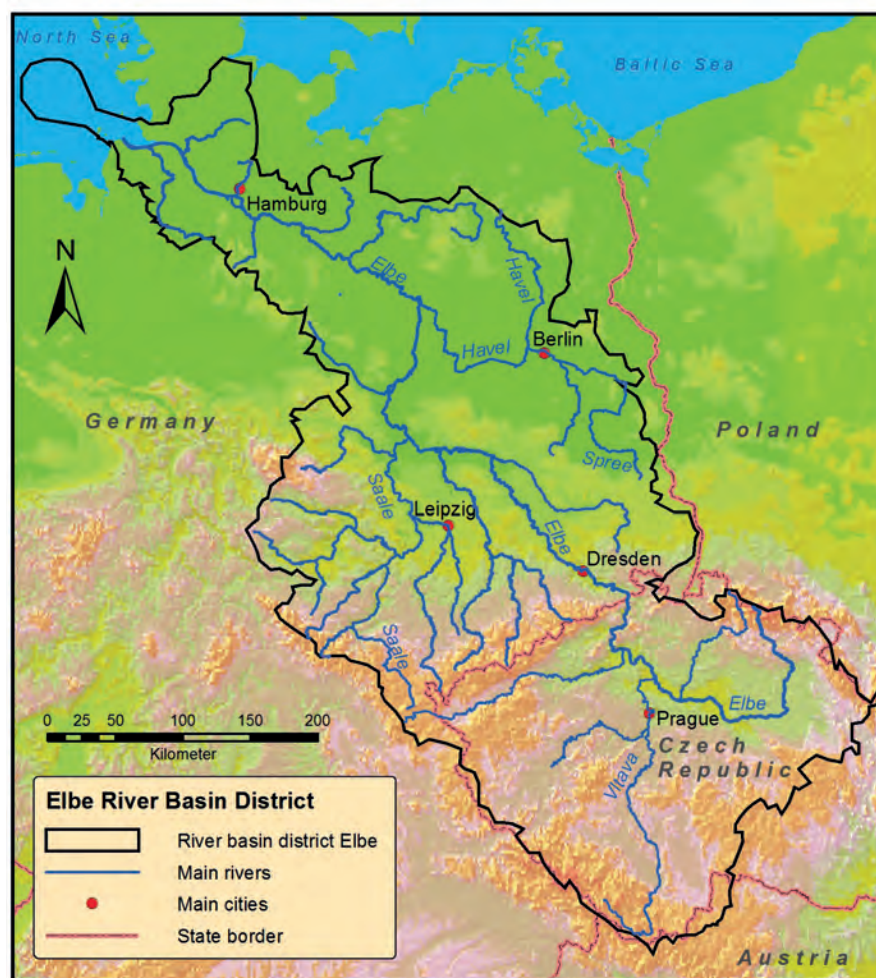 North Sea
Baltic Sea
Hamburg
N
Elbe
Havel
Havel
Berlin
Germany
Poland
Spree
Saale
Leipzig
Elbe
Dresden
Saale
Elbe
0 25 50 100 150 200
Kilometer
Prague
Czech
Republic
Vltava
Elbe River Basin District
River basin district Elbe
Main rivers
Main cities
State border
Austria